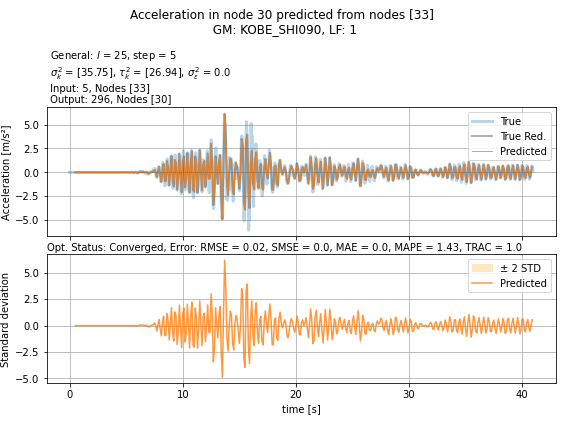 Acceleration in node 30 predicted from nodes [33]
GM: KOBE_SHI090, LF: 1
General: l = 25, step = 5
σ²ₖ = [35.75], τ²ₖ = [26.94], σ²ε = 0.0
Input: 5, Nodes [33]
Output: 296, Nodes [30]
Acceleration [m/s²]
5.0
2.5
0.0
−2.5
−5.0
True
True Red.
Predicted
Opt. Status: Converged, Error: RMSE = 0.02, SMSE = 0.0, MAE = 0.0, MAPE = 1.43, TRAC = 1.0
Standard deviation
5.0
2.5
0.0
−2.5
−5.0
± 2 STD
Predicted
0 10 20 30 40
time [s]